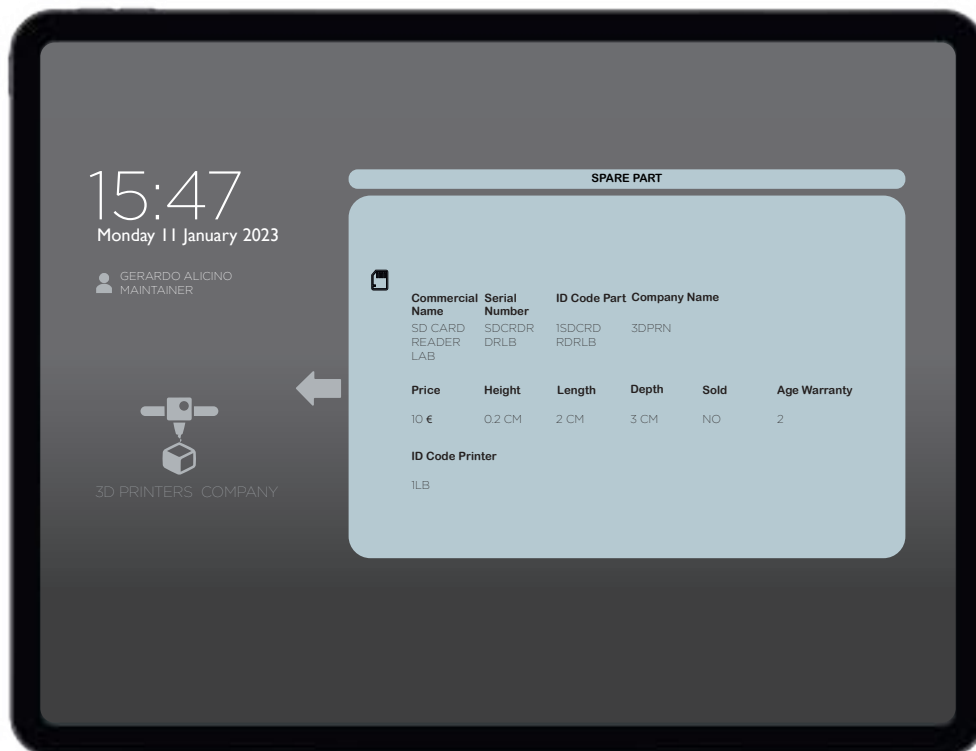 15:47
Monday 11 January 2023
GERARDO ALICINO
MAINTAINER
3D PRINTERS COMPANY
SPARE PART
Commercial Name
Serial Number
ID Code Part
Company Name
SD CARD READER LAB
SDCRDR DRLB
1SDCRD RDRLB
3DPRN
Price Height Length Depth Sold Age Warranty
10 € 0.2 CM 2 CM 3 CM NO 2
ID Code Printer
1LB